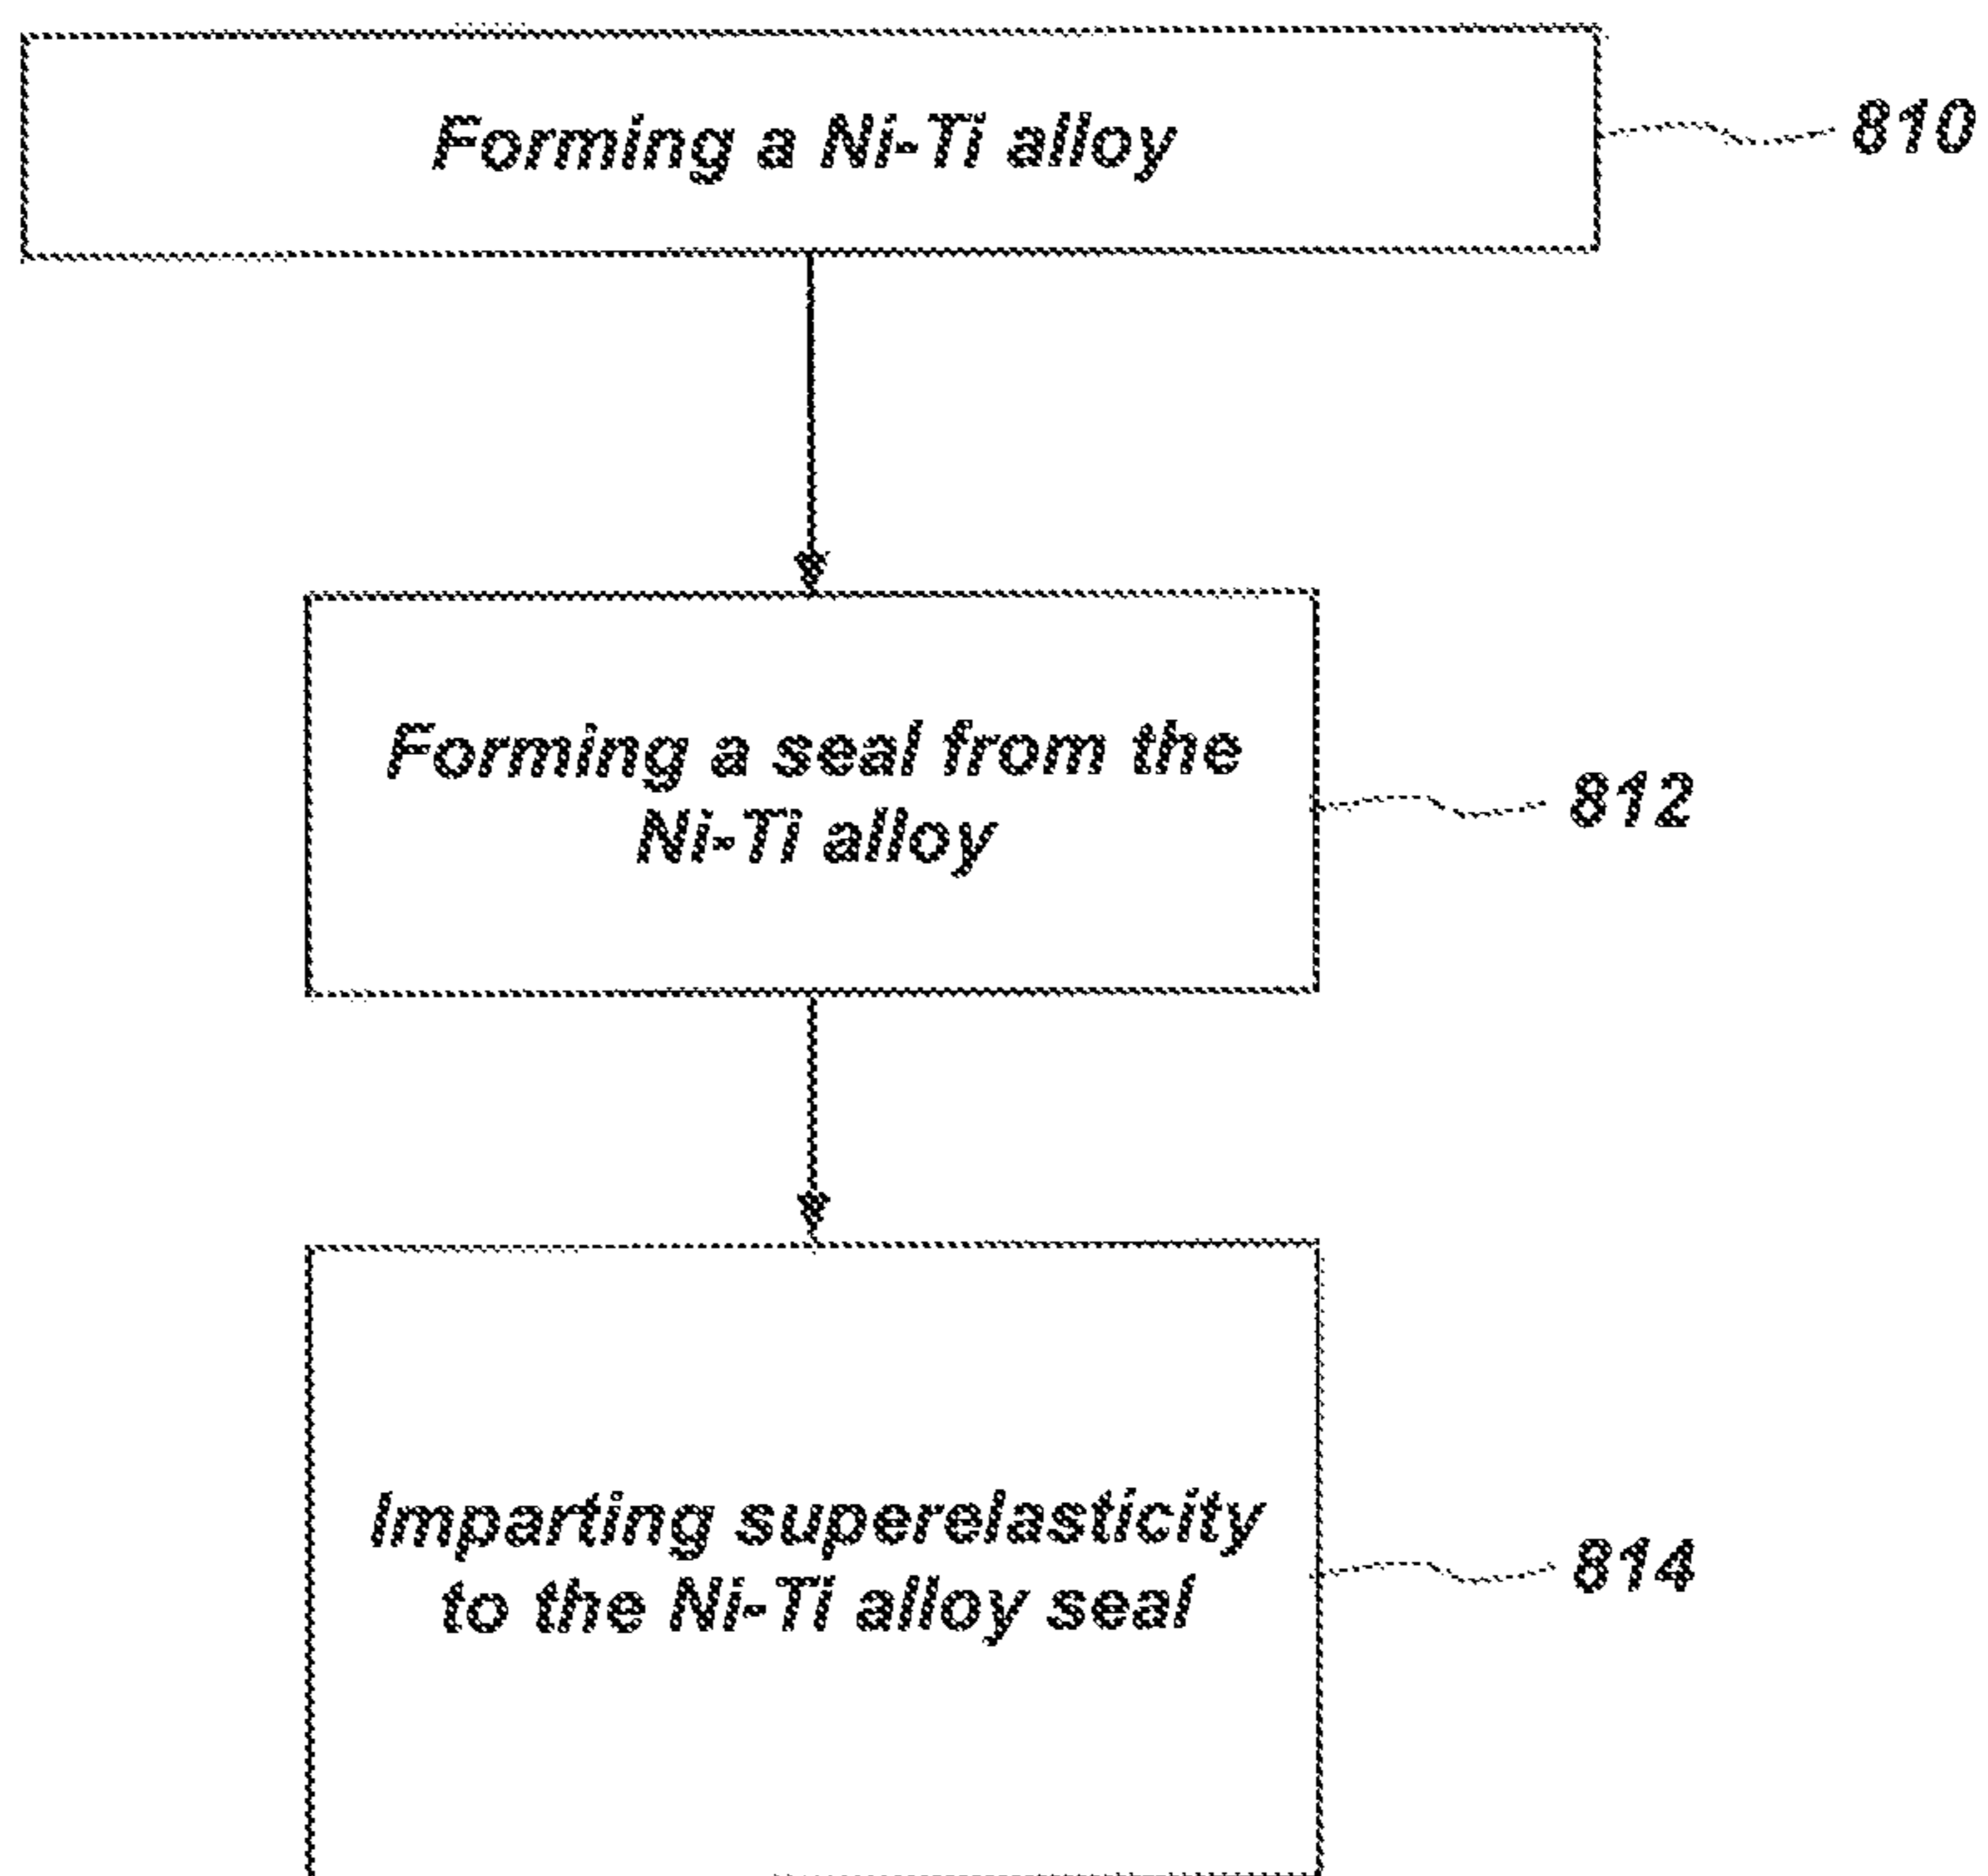 Forming a Ni-Ti alloy
810
Forming a seal from the
Ni-Ti alloy
812
Imparting superelasticity
to the Ni-Ti alloy seal
814